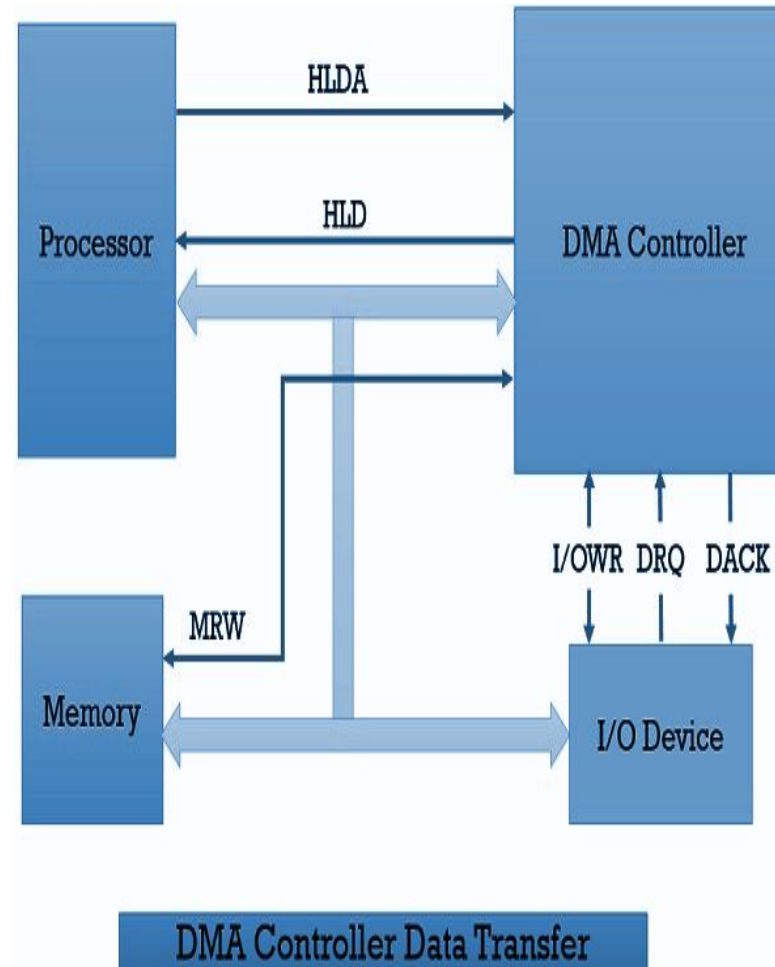 HLDA
HLD
Processor
DMA Controller
I/OWR DRQ DACK
MRW
Memory
I/O Device
DMA Controller Data Transfer